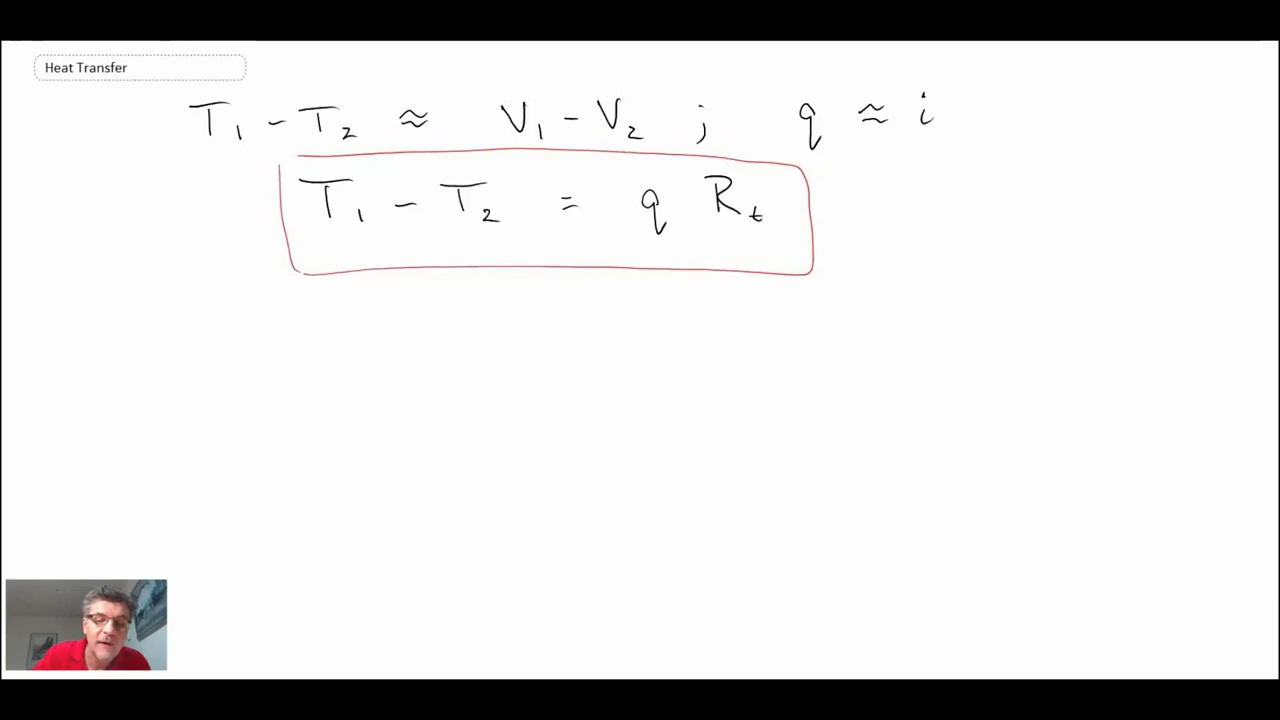 Heat Transfer
T₁ - T₂ ≈ V₁ - V₂ ; q ≈ i
T₁ - T₂ = q Rₜ